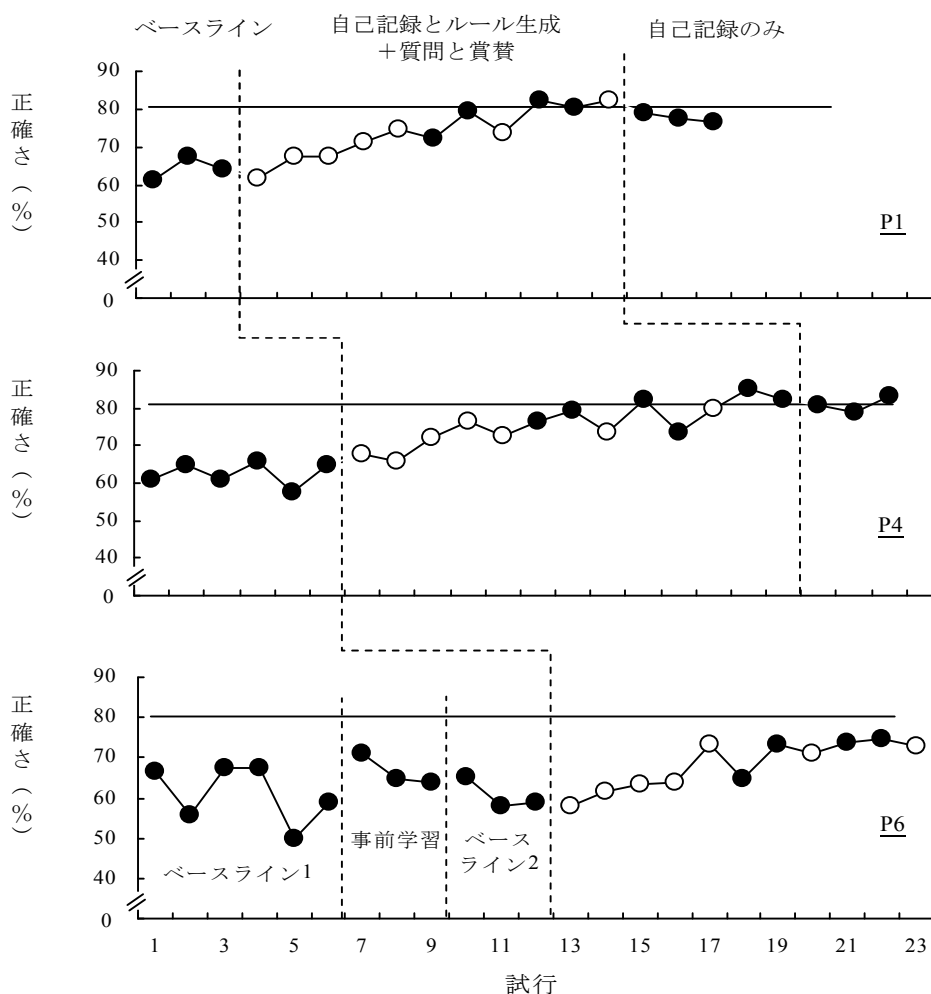 ベースライン
自己記録とルール生成
＋質問と賞賛
自己記録のみ
正確さ（%）
90
80
70
60
50
40
0
P1
正確さ（%）
90
80
70
60
50
40
0
P4
正確さ（%）
90
80
70
60
50
40
0
事前学習
ベース
ライン2
ベースライン1
P6
1 3 5 7 9 11 13 15 17 19 21 23
試行